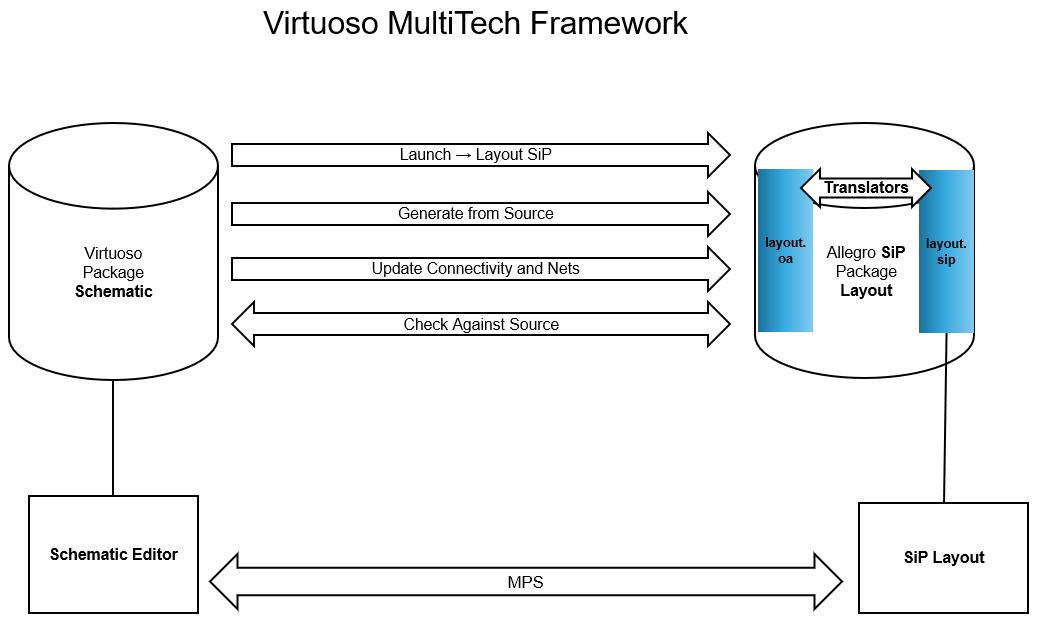 Virtuoso MultiTech Framework
Launch → Layout SiP
Generate from Source
Update Connectivity and Nets
Check Against Source
Virtuoso
Package
Schematic
Translators
layout.
oa
Allegro SiP
Package
Layout
layout.
sip
Schematic Editor
MPS
SiP Layout